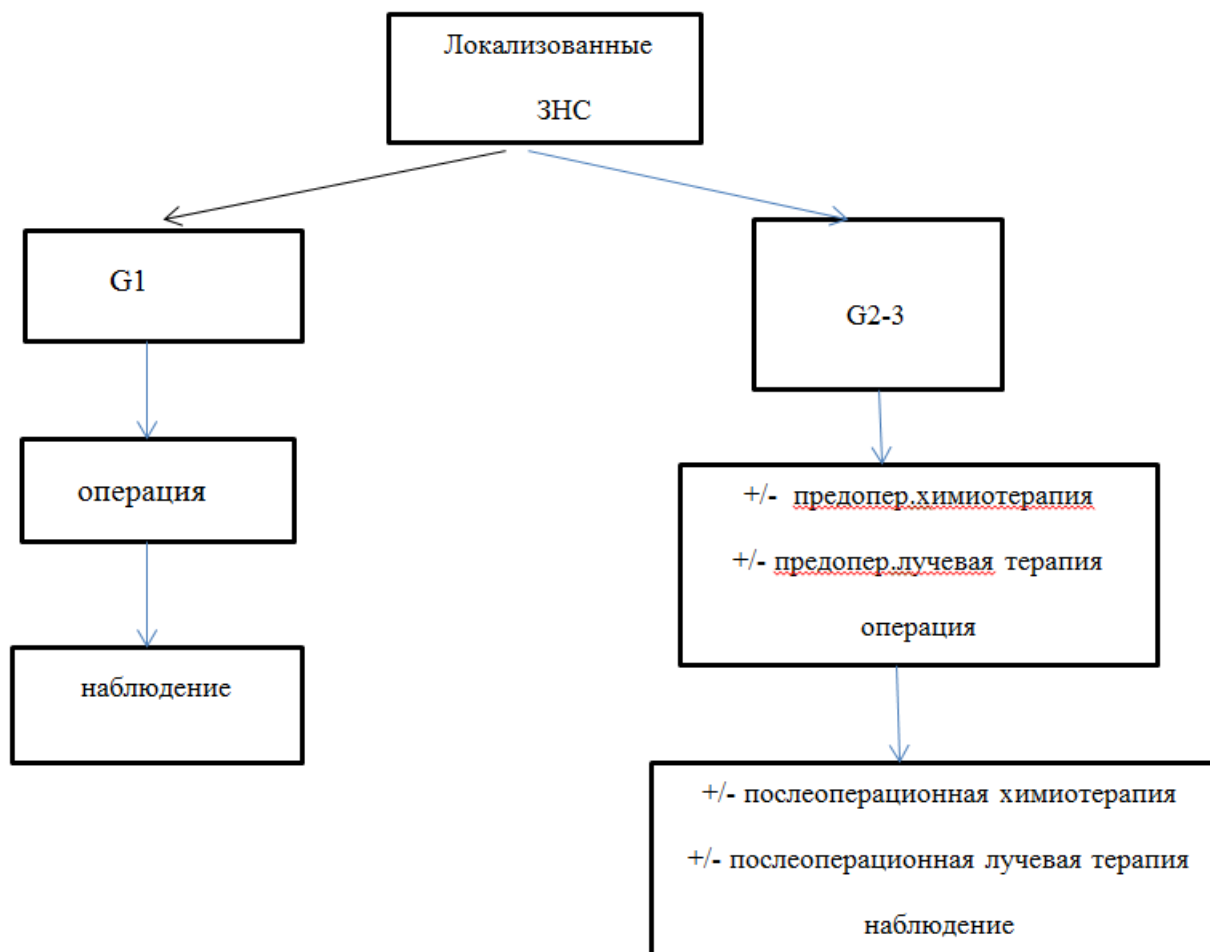 Локализованные
ЗНС
G1
G2-3
операция
+/- предопер.химиотерапия
+/- предопер.лучевая терапия
операция
наблюдение
+/- послеоперационная химиотерапия
+/- послеоперационная лучевая терапия
наблюдение